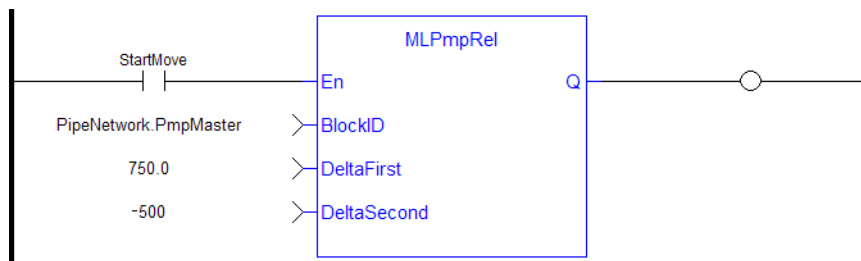 MLPmpRel
StartMove
En Q
PipeNetwork.PmpMaster BlockID
750.0 DeltaFirst
-500 DeltaSecond